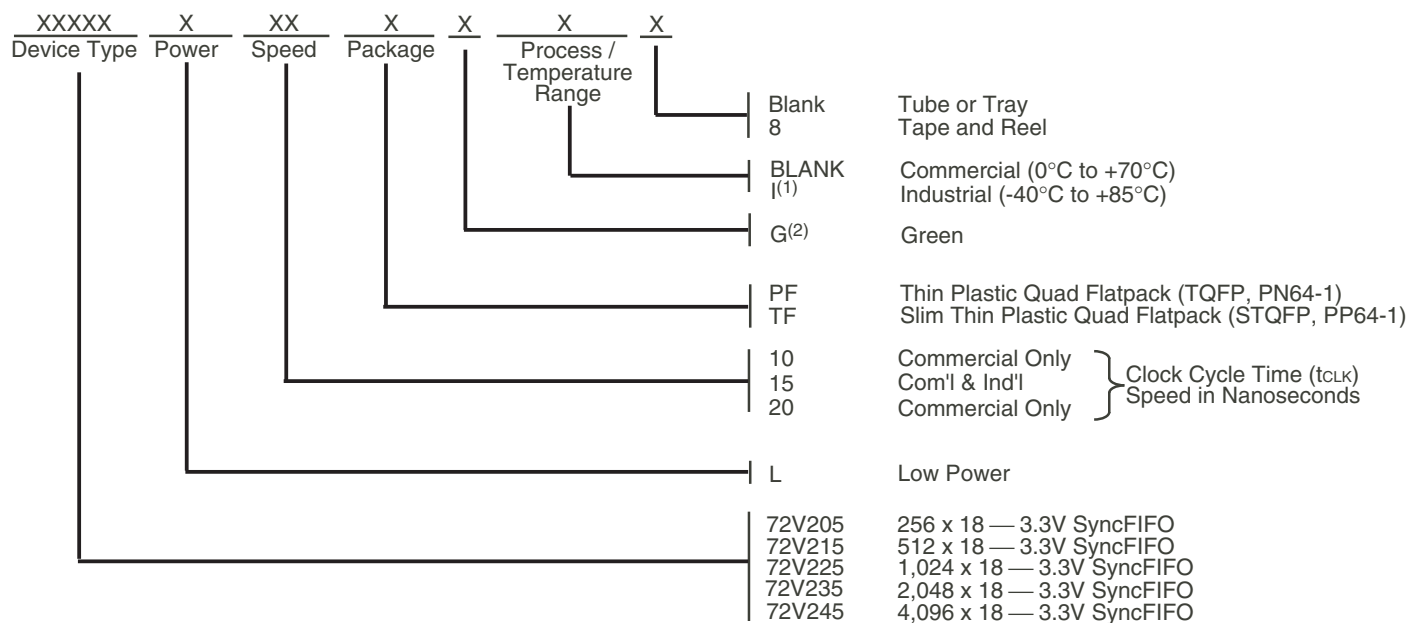 XXXXX X XX X X X X
Device Type Power Speed Package Process /
Temperature
Range
Blank Tube or Tray
8 Tape and Reel
BLANK Commercial (0°C to +70°C)
I(1) Industrial (-40°C to +85°C)
G(2) Green
PF Thin Plastic Quad Flatpack (TQFP, PN64-1)
TF Slim Thin Plastic Quad Flatpack (STQFP, PP64-1)
10 Commercial Only
15 Com'l & Ind'l Clock Cycle Time (tCLK)
Speed in Nanoseconds
20 Commercial Only
L Low Power
72V205 256 x 18 — 3.3V SyncFIFO
72V215 512 x 18 — 3.3V SyncFIFO
72V225 1,024 x 18 — 3.3V SyncFIFO
72V235 2,048 x 18 — 3.3V SyncFIFO
72V245 4,096 x 18 — 3.3V SyncFIFO